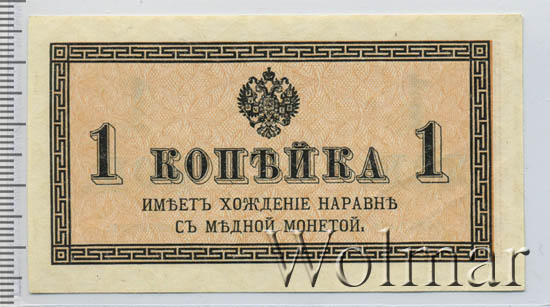 1 КОПѢЙКА 1
ИМѢЕТЪ ХОЖДЕНІЕ НАРАВНѢ
СЪ МѢДНОЙ МОНЕТОЙ.
Wolmar